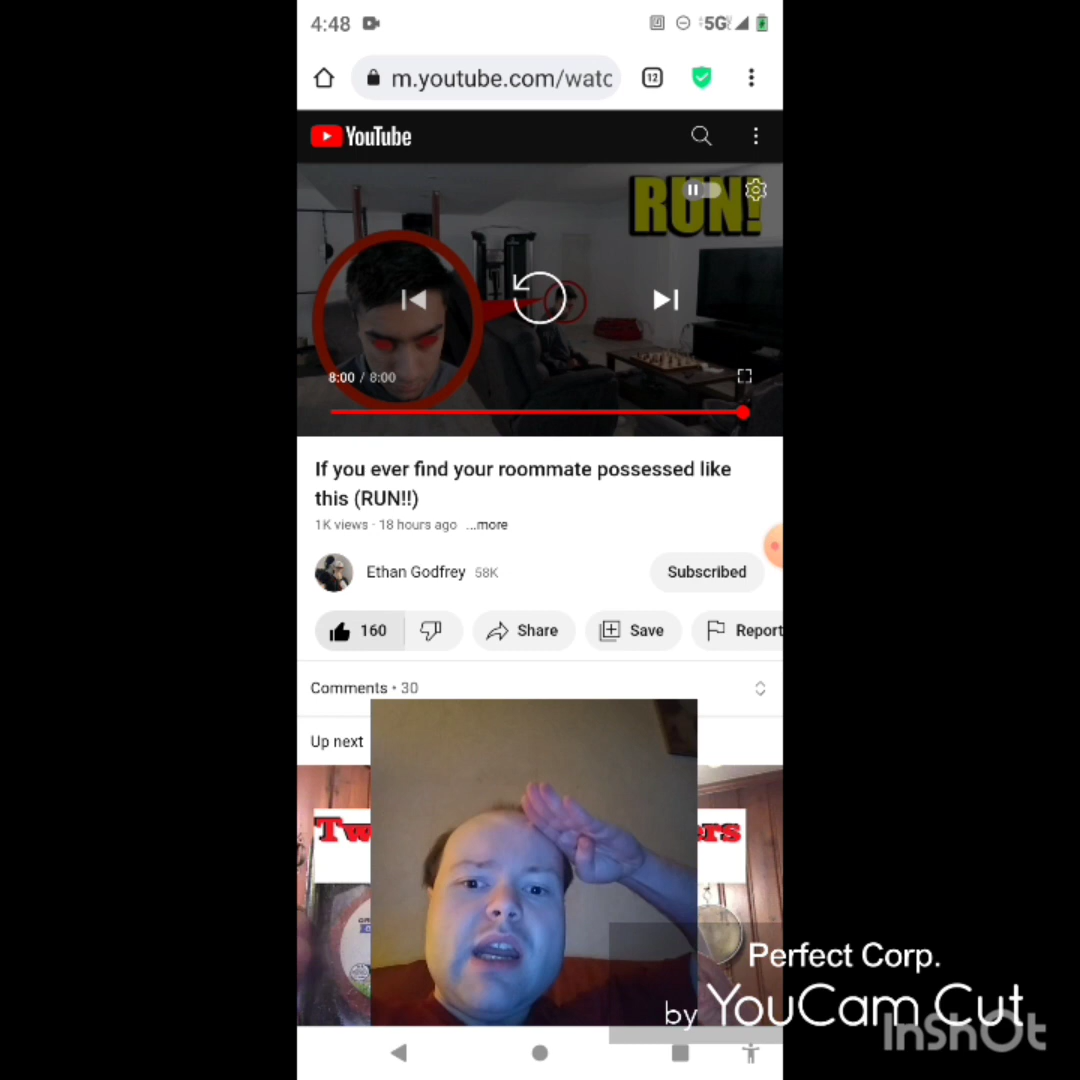 4:48
5G
m.youtube.com/watc
12
YouTube
RUN!
8:00 / 8:00
If you ever find your roommate possessed like
this (RUN!!)
1K views · 18 hours ago ...more
Ethan Godfrey 58K
Subscribed
160
Share
Save
Report
Comments • 30
Up next
Tw
ers
Perfect Corp.
by YouCam Cut
InShOt